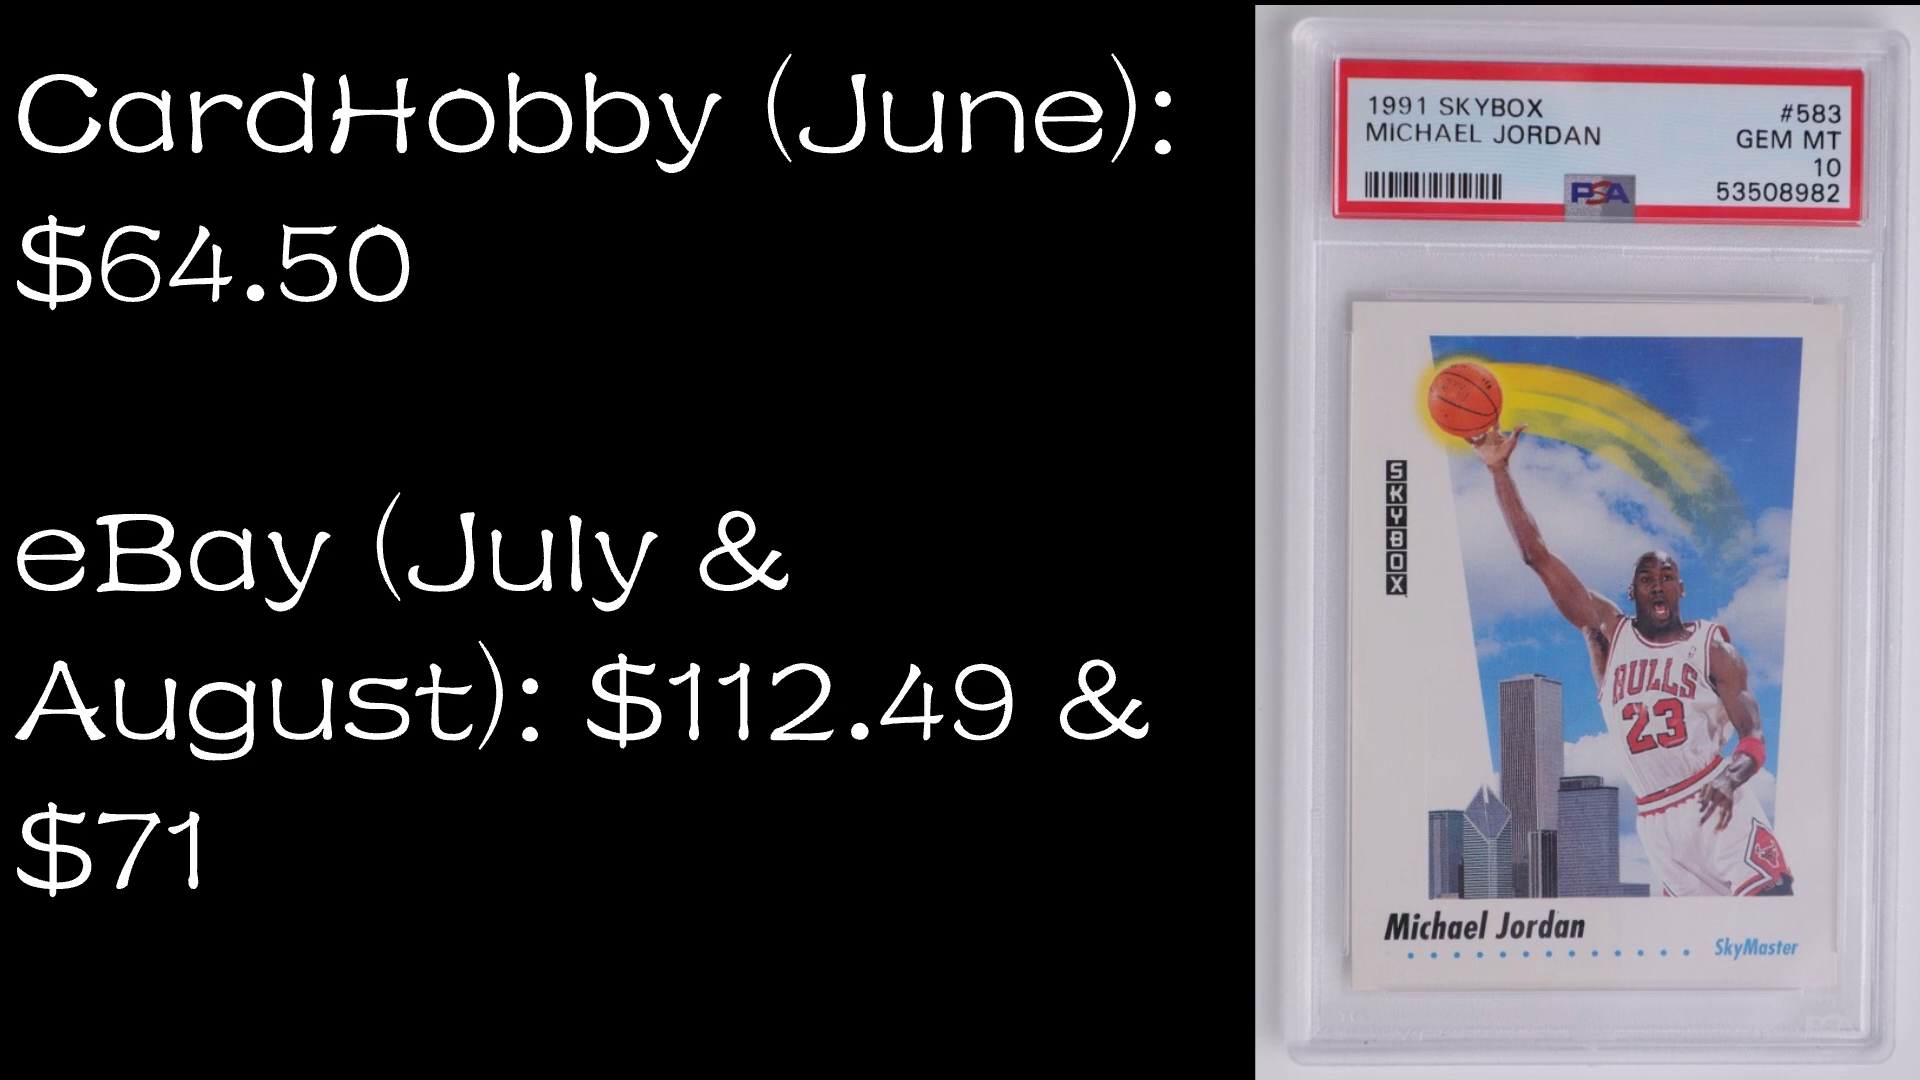 CardHobby (June):
$64.50
eBay (July &
August): $112.49 &
$71
1991 SKYBOX #583
MICHAEL JORDAN GEM MT
10
PSA 53508982
SKYBOX
BULLS
23
Michael Jordan
SkyMaster